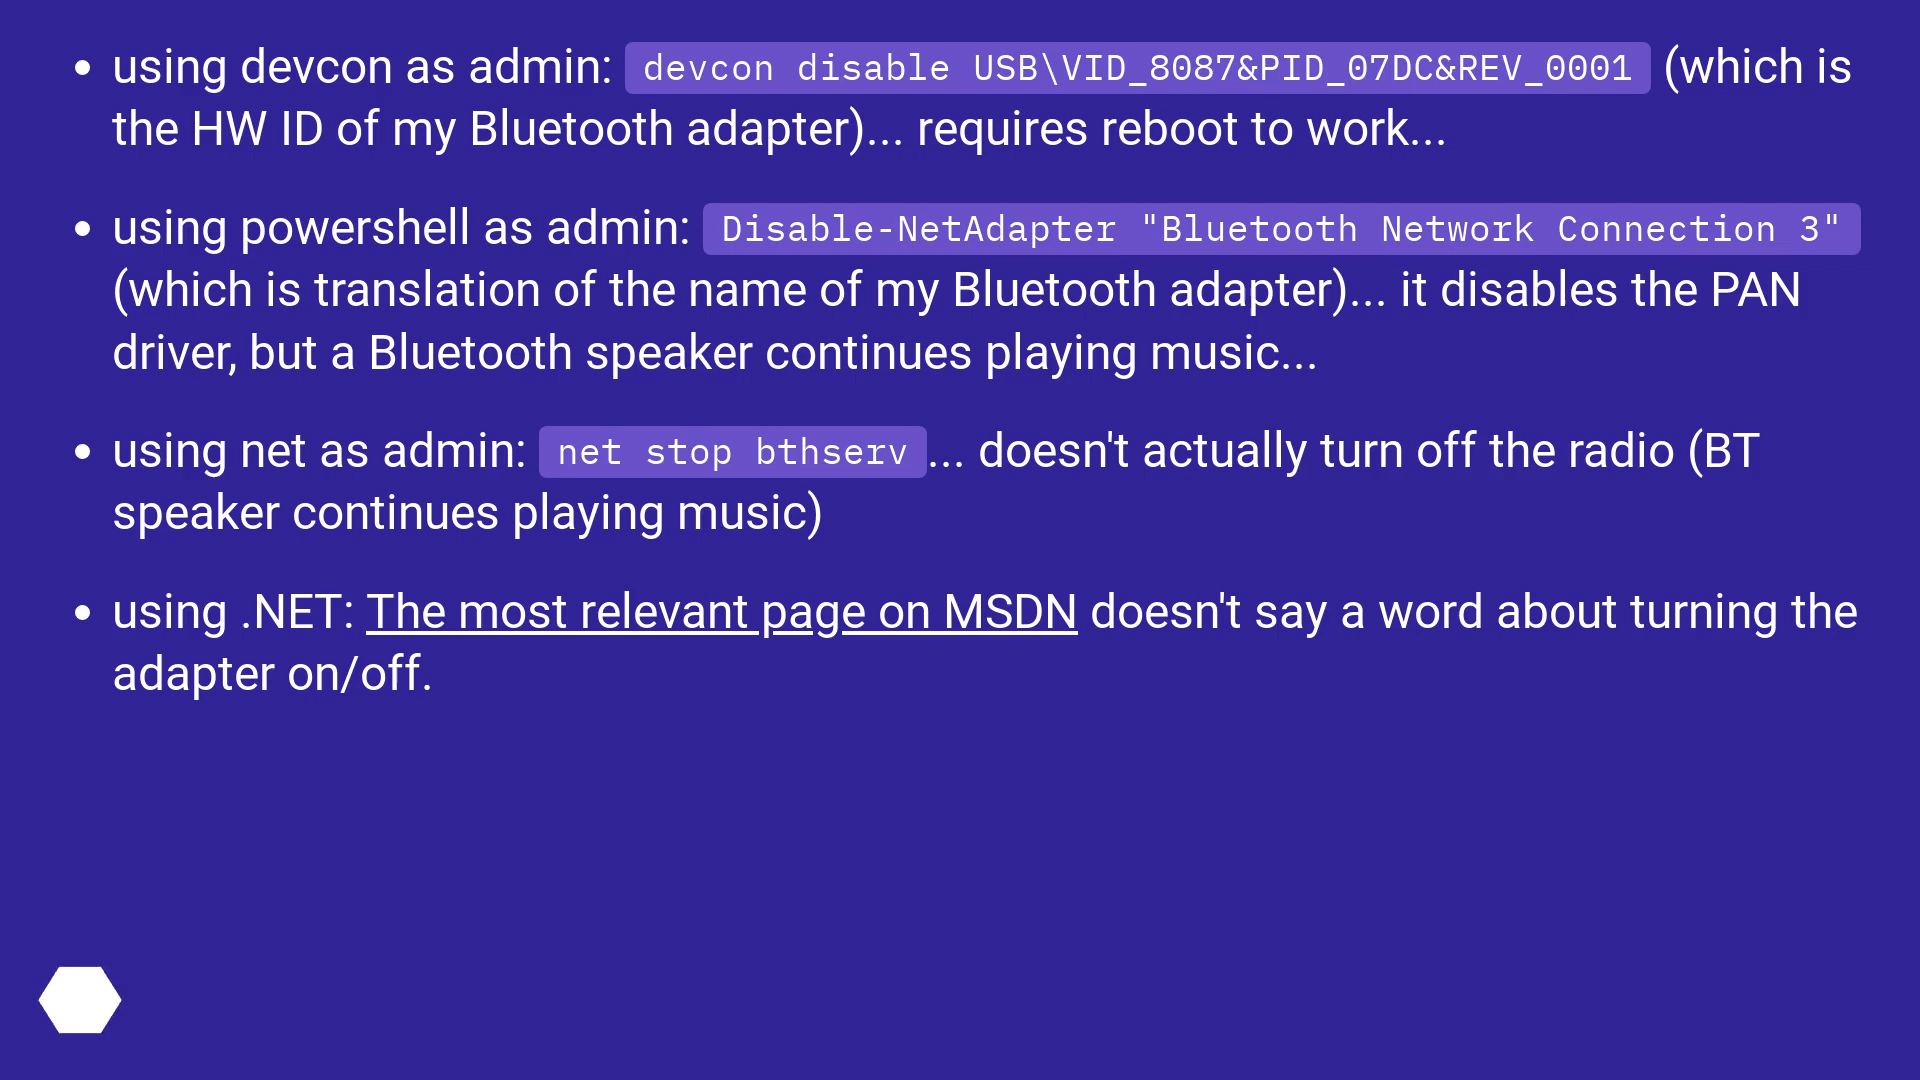 using devcon as admin: devcon disable USB\VID_8087&PID_07DC&REV_0001 (which is
the HW ID of my Bluetooth adapter)... requires reboot to work...
using powershell as admin: Disable-NetAdapter "Bluetooth Network Connection 3"
(which is translation of the name of my Bluetooth adapter)... it disables the PAN
driver, but a Bluetooth speaker continues playing music...
using net as admin: net stop bthserv... doesn't actually turn off the radio (BT
speaker continues playing music)
using .NET: The most relevant page on MSDN doesn't say a word about turning the
adapter on/off.